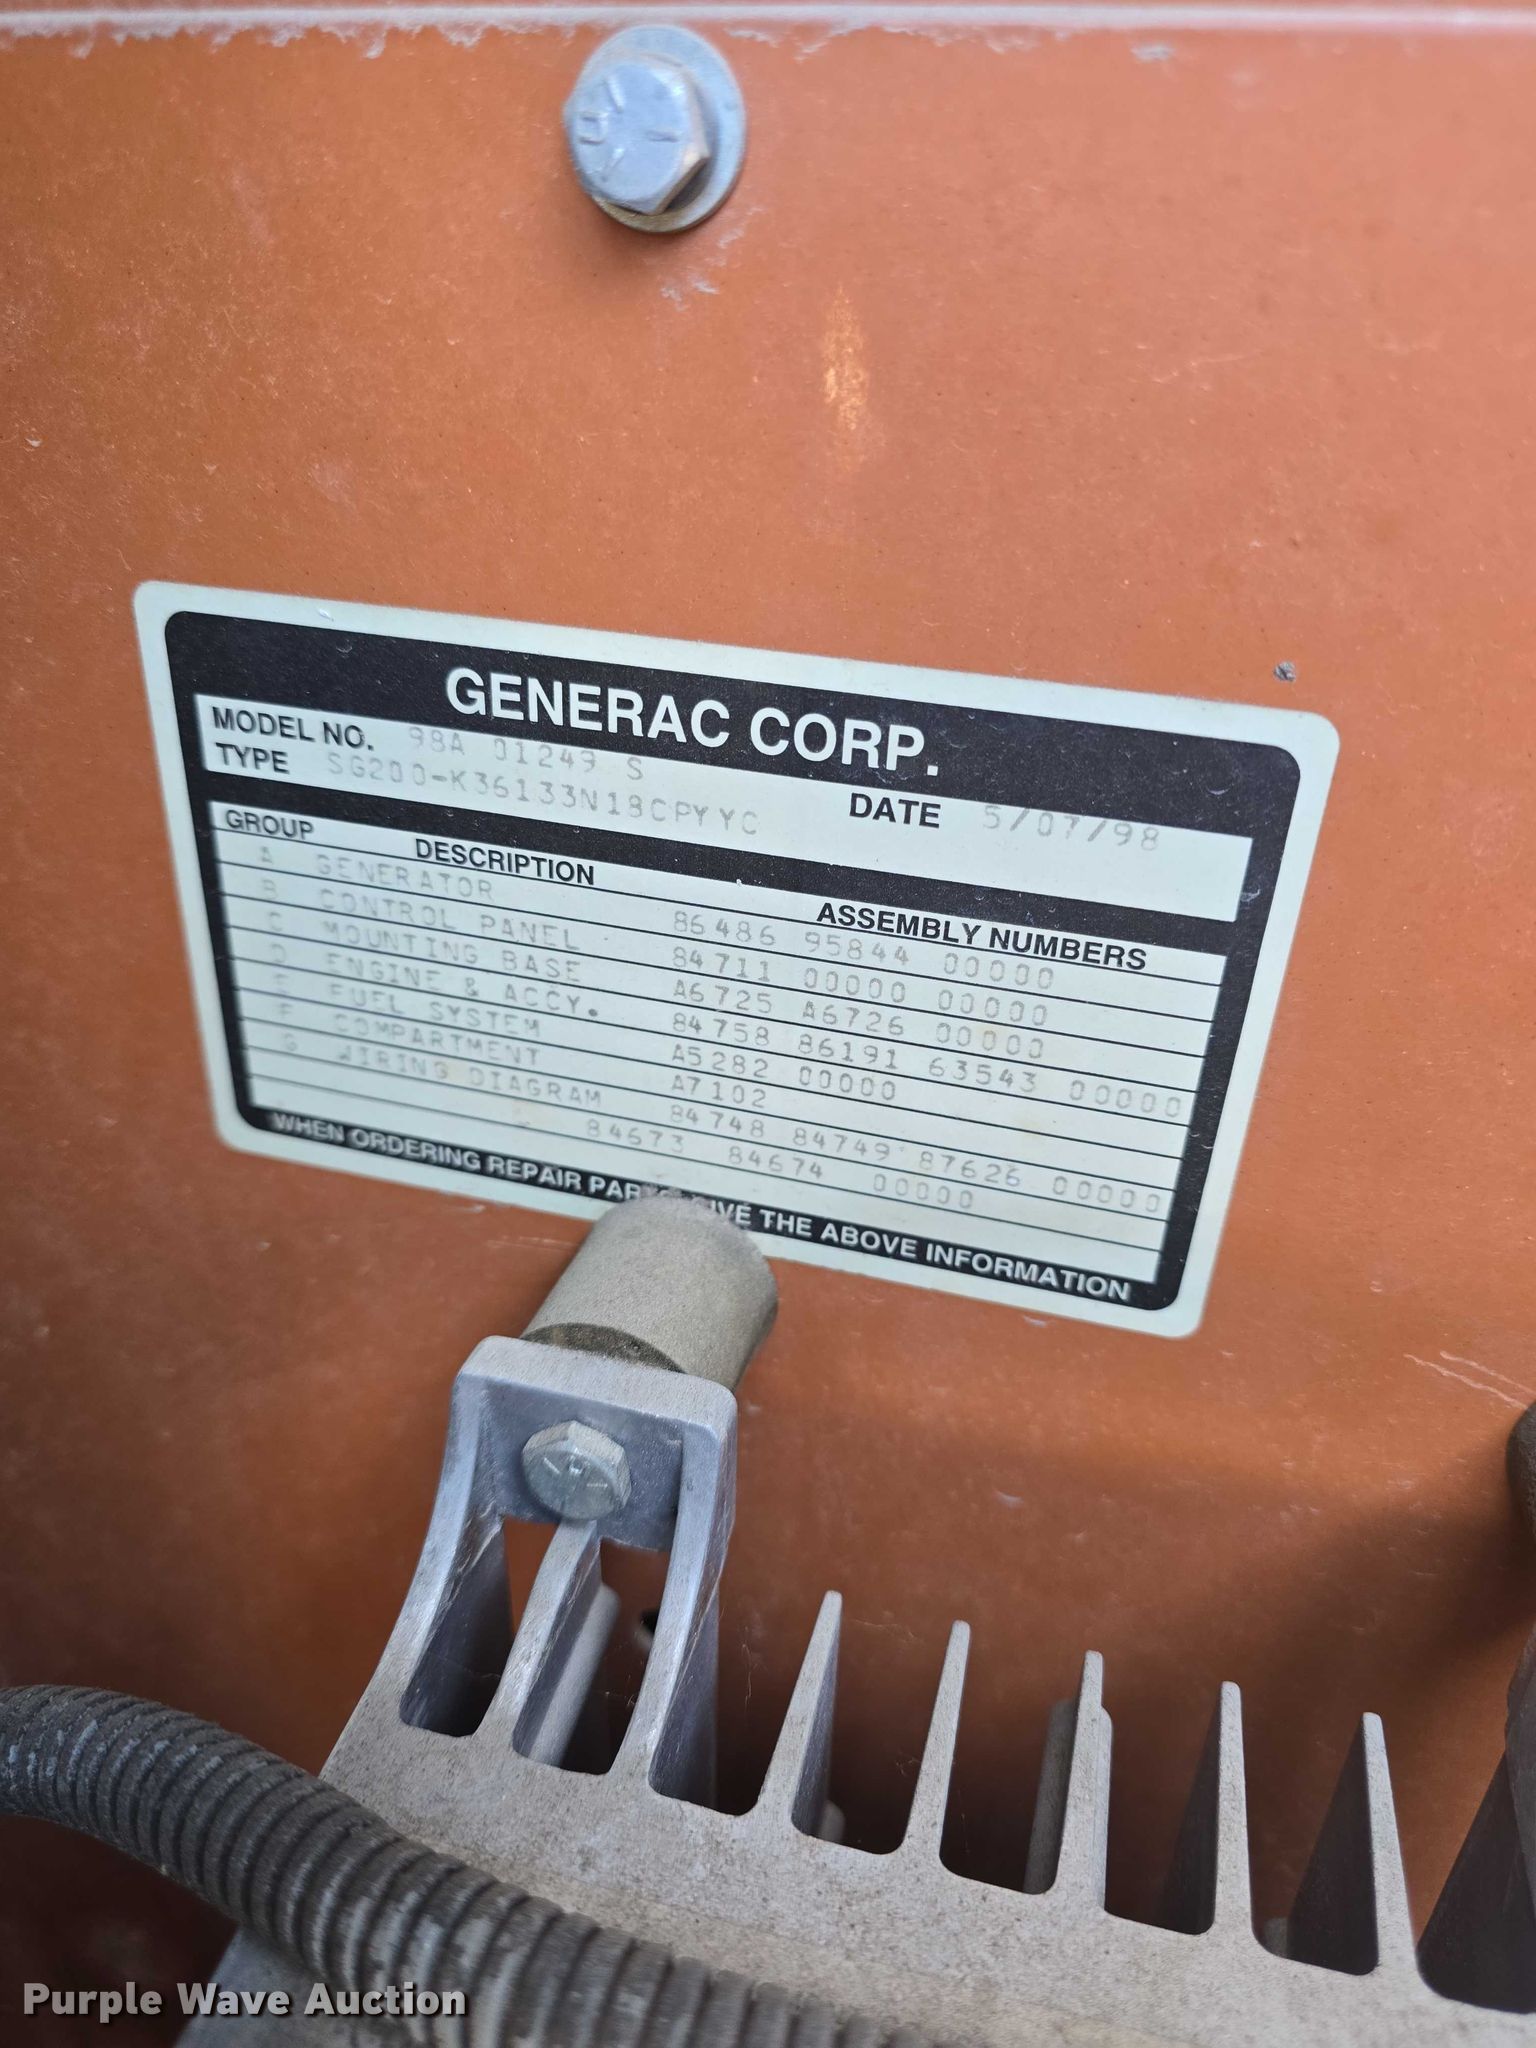 GENERAC CORP.
MODEL NO. 98A 01249 S
TYPE SG200-K36133N18CPYYC
DATE 5/07/98
GROUP DESCRIPTION ASSEMBLY NUMBERS
A GENERATOR 86486 95844 00000
B CONTROL PANEL 84711 00000 00000
C MOUNTING BASE A6725 A6726 00000
D ENGINE & ACCY. 84758 86191 63543 00000
E FUEL SYSTEM A5282 00000
F COMPARTMENT A7102
G WIRING DIAGRAM 84748 84749 87626 00000
84673 84674 00000
WHEN ORDERING REPAIR THE ABOVE INFORMATION
Purple Wave Auction